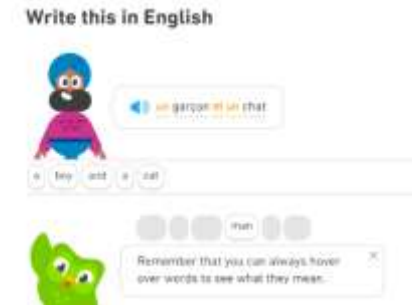 Write this in English
un garçon et un chat
a boy and a cat
man
Remember that you can always hover
over words to see what they mean.